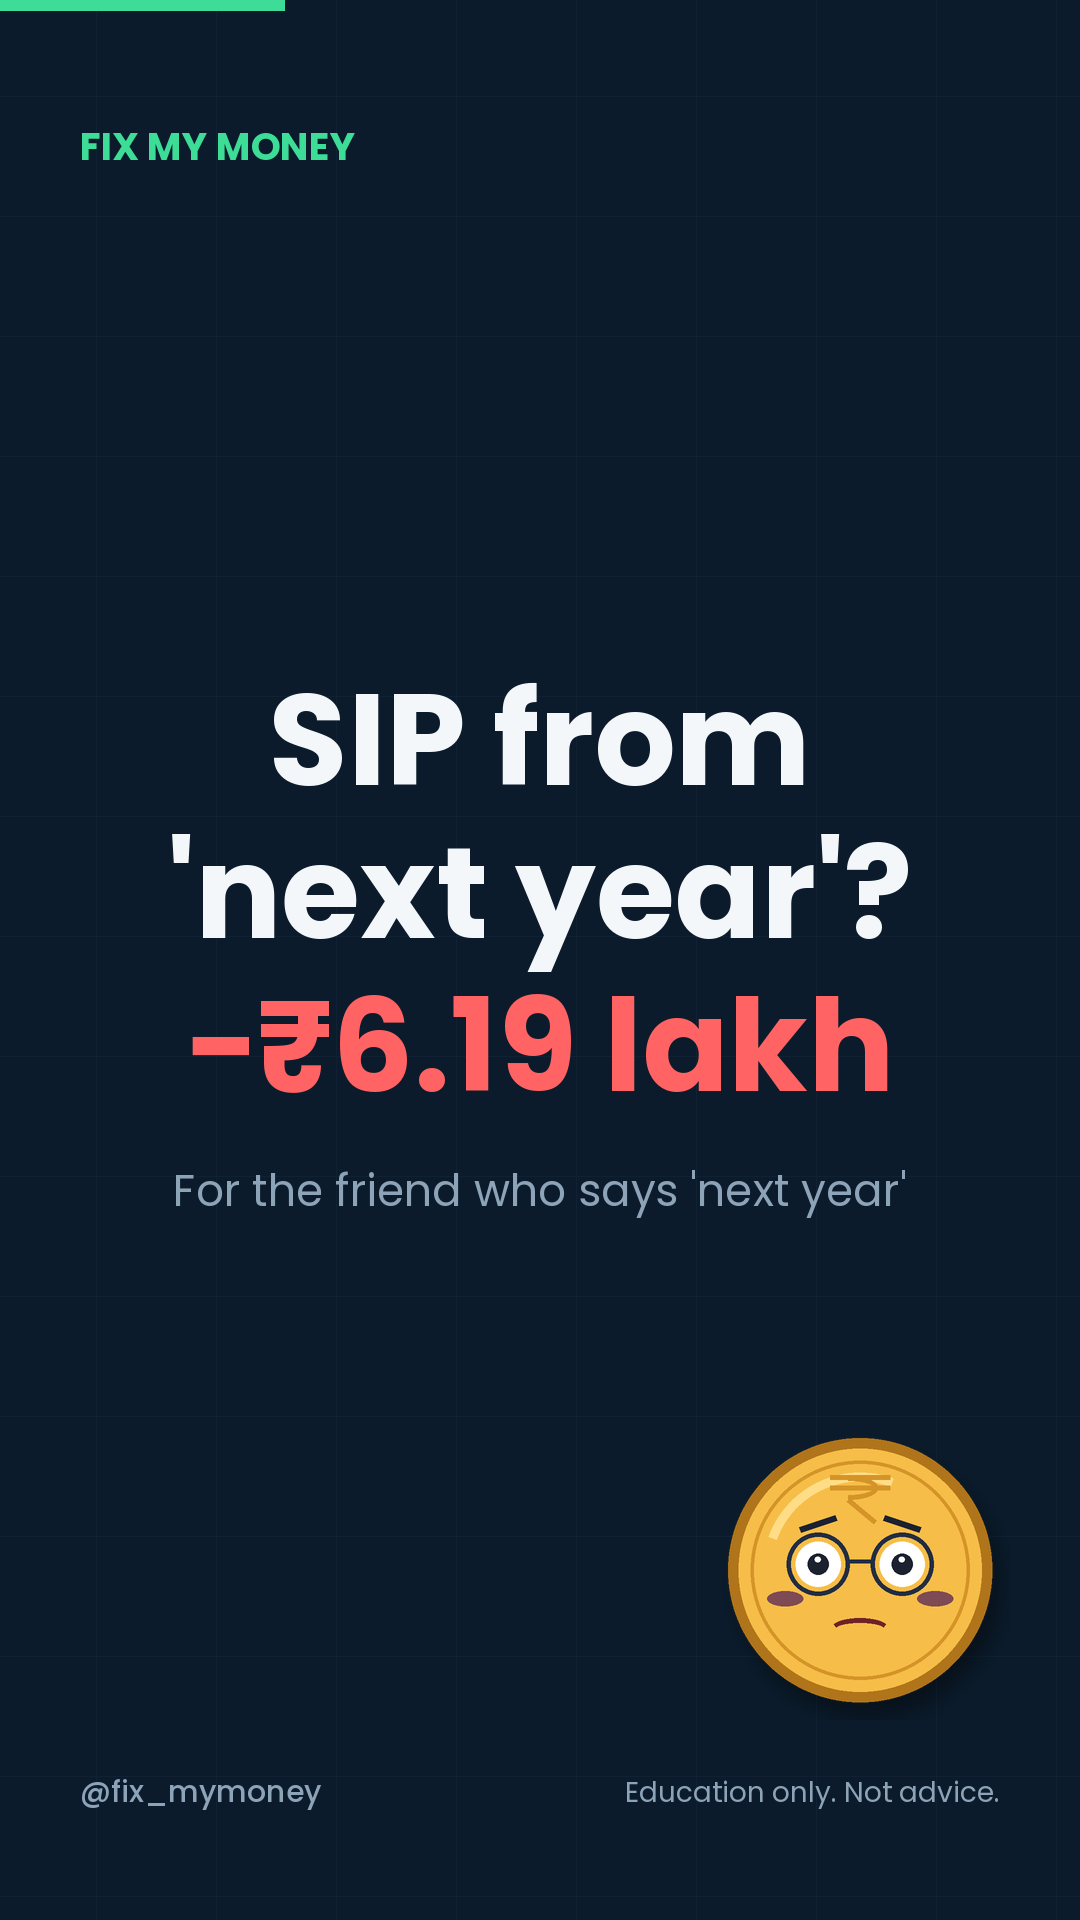 FIX MY MONEY
SIP from
'next year'?
-₹6.19 lakh
For the friend who says 'next year'
₹
@fix_mymoney
Education only. Not advice.